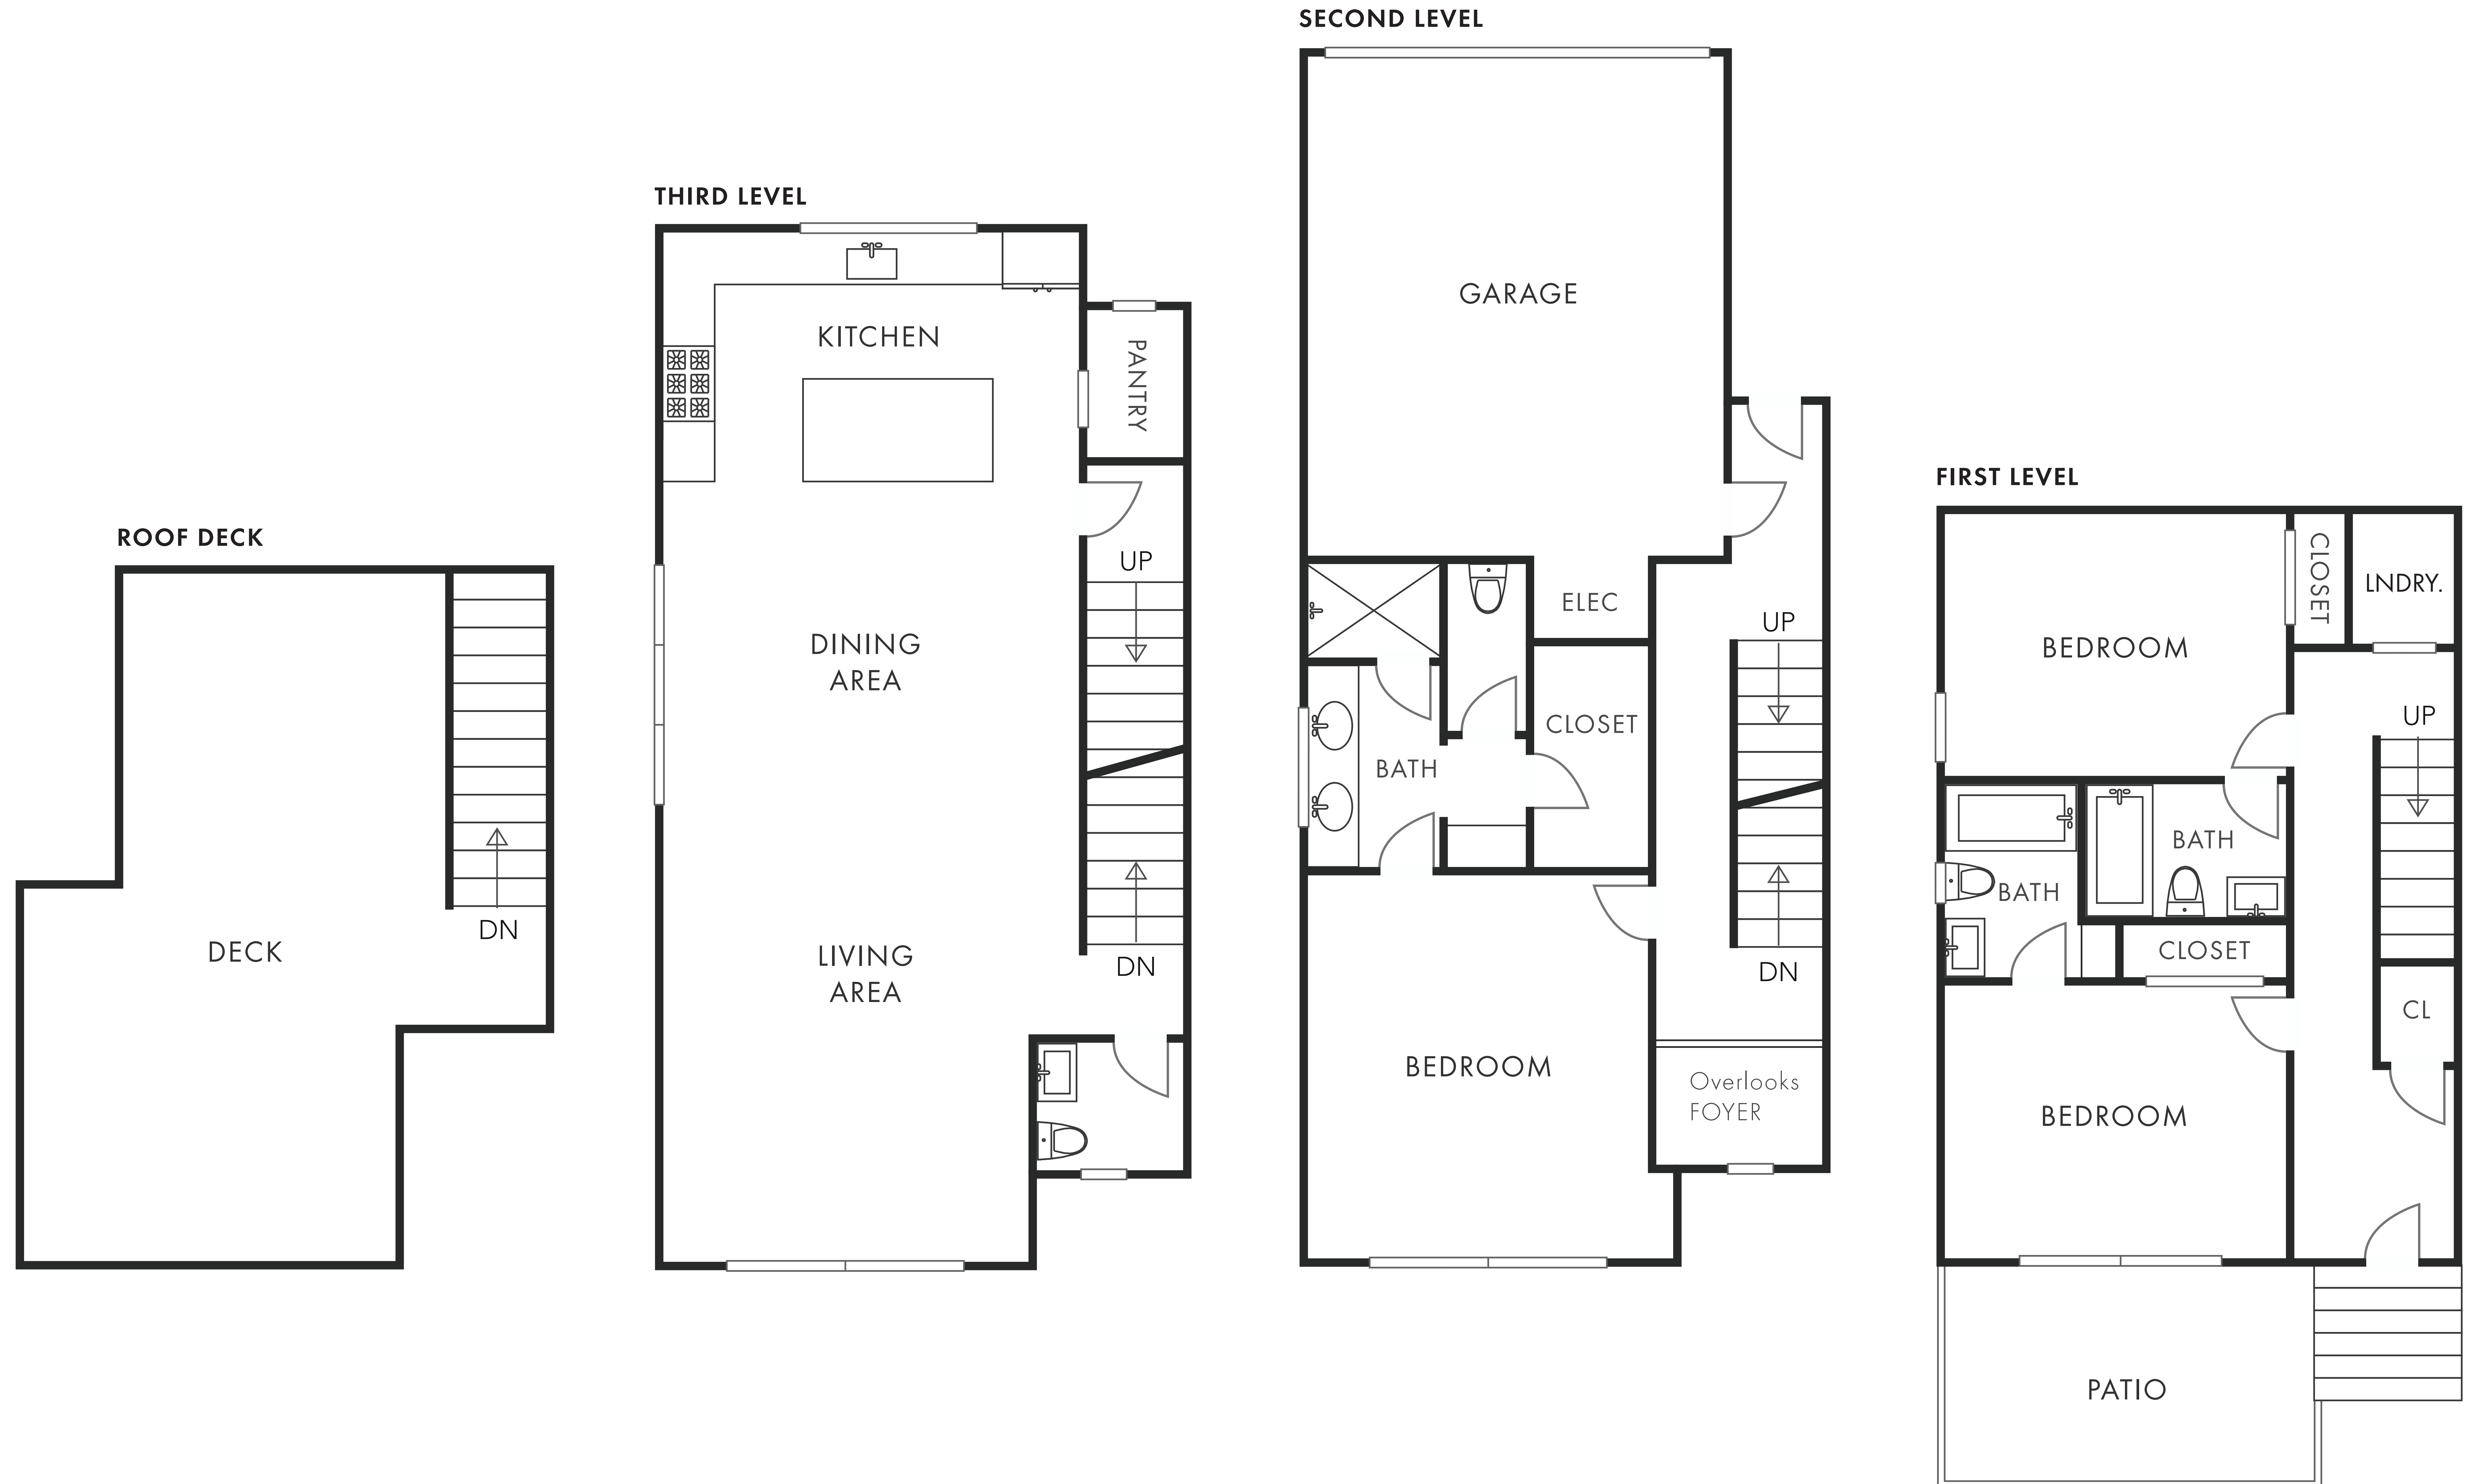 ROOF DECK
DN
DECK
THIRD LEVEL
KITCHEN
PANTRY
UP
DINING
AREA
LIVING
AREA
DN
SECOND LEVEL
GARAGE
ELEC
UP
CLOSET
BATH
DN
BEDROOM
Overlooks
FOYER
FIRST LEVEL
CLOSET
LNDRY.
BEDROOM
UP
BATH
BATH
CLOSET
CL
BEDROOM
PATIO